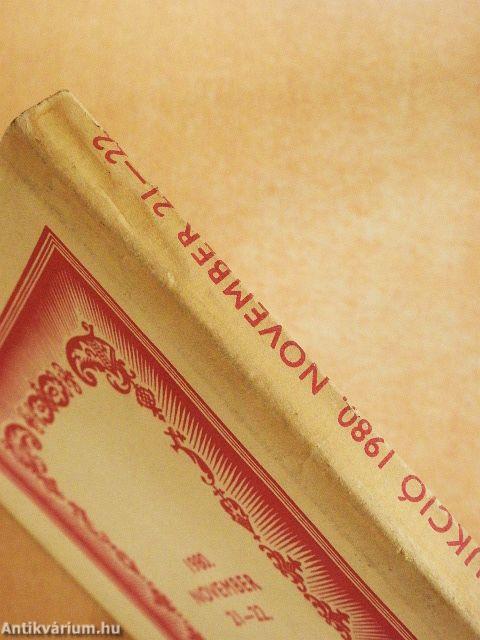 UKCIÓ 1980. NOVEMBER 21—22.
1980.
NOVEMBER
21—22.
Antikvárium.hu